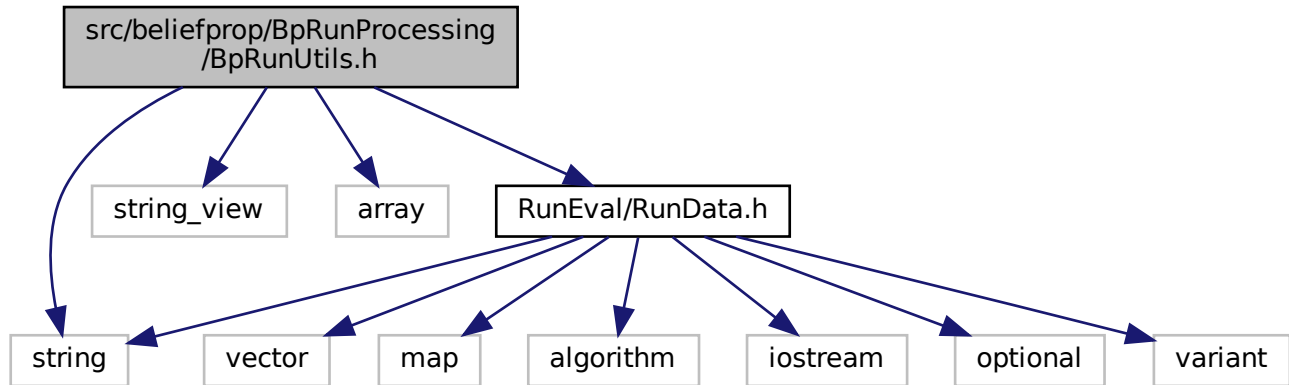 src/beliefprop/BpRunProcessing
/BpRunUtils.h
string_view
array
RunEval/RunData.h
string
vector
map
algorithm
iostream
optional
variant